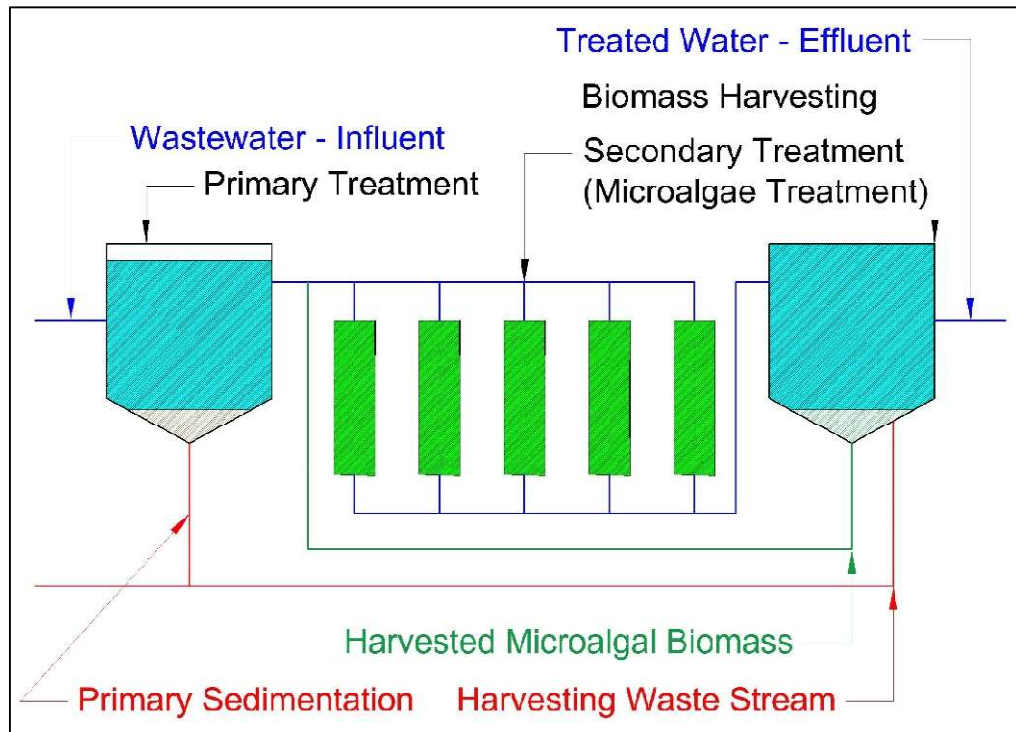 Treated Water - Effluent
Biomass Harvesting
Wastewater - Influent
Secondary Treatment
Primary Treatment
(Microalgae Treatment)
Harvested Microalgal Biomass
Primary Sedimentation
Harvesting Waste Stream